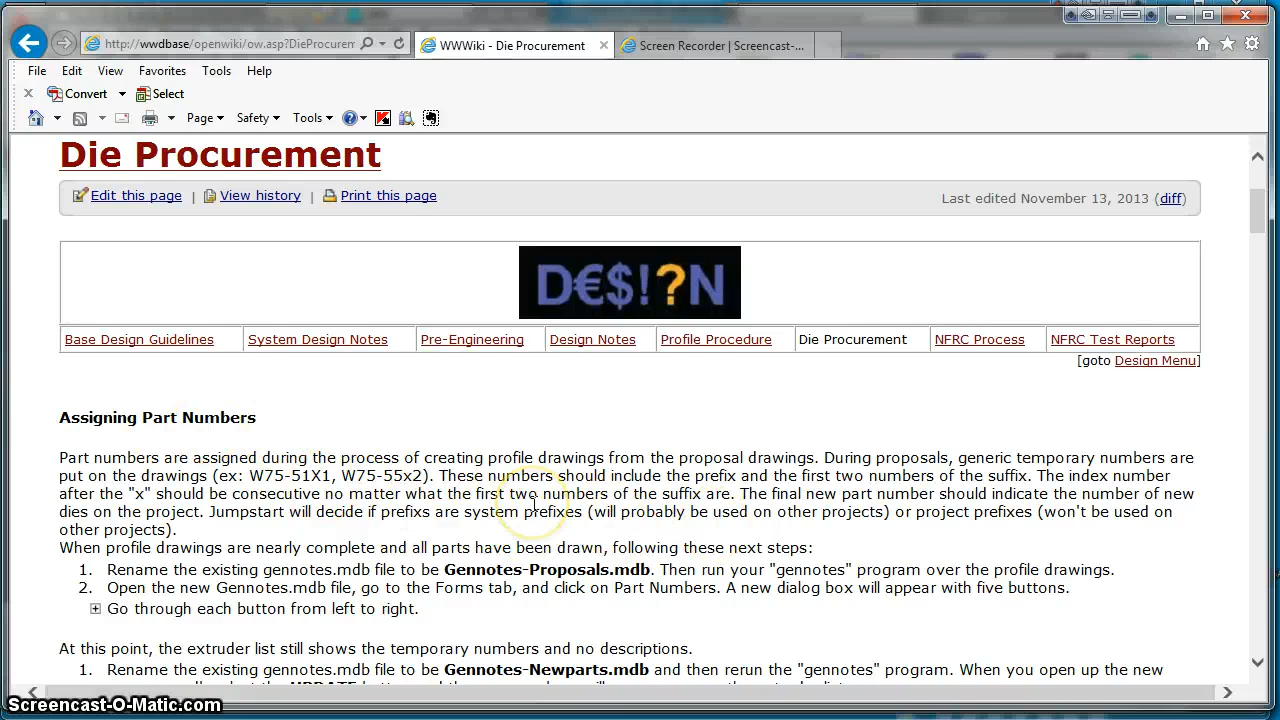 http://wwdbase/openwiki/ow.asp?DieProcurem
WWWiki - Die Procurement
Screen Recorder | Screencast-...
File Edit View Favorites Tools Help
Convert Select
Page Safety Tools
Die Procurement
Edit this page | View history | Print this page
Last edited November 13, 2013 (diff)
D€$!?N
Base Design Guidelines System Design Notes Pre-Engineering Design Notes Profile Procedure Die Procurement NFRC Process NFRC Test Reports
[goto Design Menu]
Assigning Part Numbers
Part numbers are assigned during the process of creating profile drawings from the proposal drawings. During proposals, generic temporary numbers are
put on the drawings (ex: W75-51X1, W75-55x2). These numbers should include the prefix and the first two numbers of the suffix. The index number
after the "x" should be consecutive no matter what the first two numbers of the suffix are. The final new part number should indicate the number of new
dies on the project. Jumpstart will decide if prefixs are system prefixes (will probably be used on other projects) or project prefixes (won't be used on
other projects).
When profile drawings are nearly complete and all parts have been drawn, following these next steps:
1. Rename the existing gennotes.mdb file to be Gennotes-Proposals.mdb. Then run your "gennotes" program over the profile drawings.
2. Open the new Gennotes.mdb file, go to the Forms tab, and click on Part Numbers. A new dialog box will appear with five buttons.
Go through each button from left to right.
At this point, the extruder list still shows the temporary numbers and no descriptions.
1. Rename the existing gennotes.mdb file to be Gennotes-Newparts.mdb and then rerun the "gennotes" program. When you open up the new
Screencast-O-Matic.com